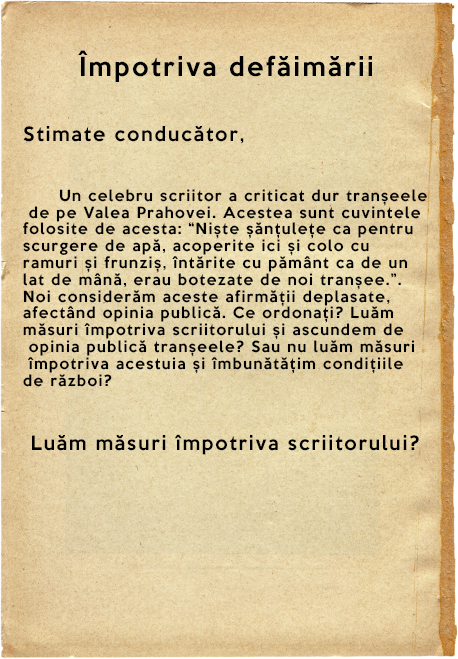 Împotriva defăimării
Stimate conducător,
Un celebru scriitor a criticat dur tranșeele
de pe Valea Prahovei. Acestea sunt cuvintele
folosite de acesta: “Niște șănțulețe ca pentru
scurgere de apă, acoperite ici și colo cu
ramuri și frunziș, întărite cu pământ ca de un
lat de mână, erau botezate de noi tranșee.”.
Noi considerăm aceste afirmății deplasate,
afectând opinia publică. Ce ordonați? Luăm
măsuri împotriva scriitorului și ascundem de
opinia publică tranșeele? Sau nu luăm măsuri
împotriva acestuia și îmbunătățim condițiile
de război?
Luăm măsuri împotriva scriitorului?